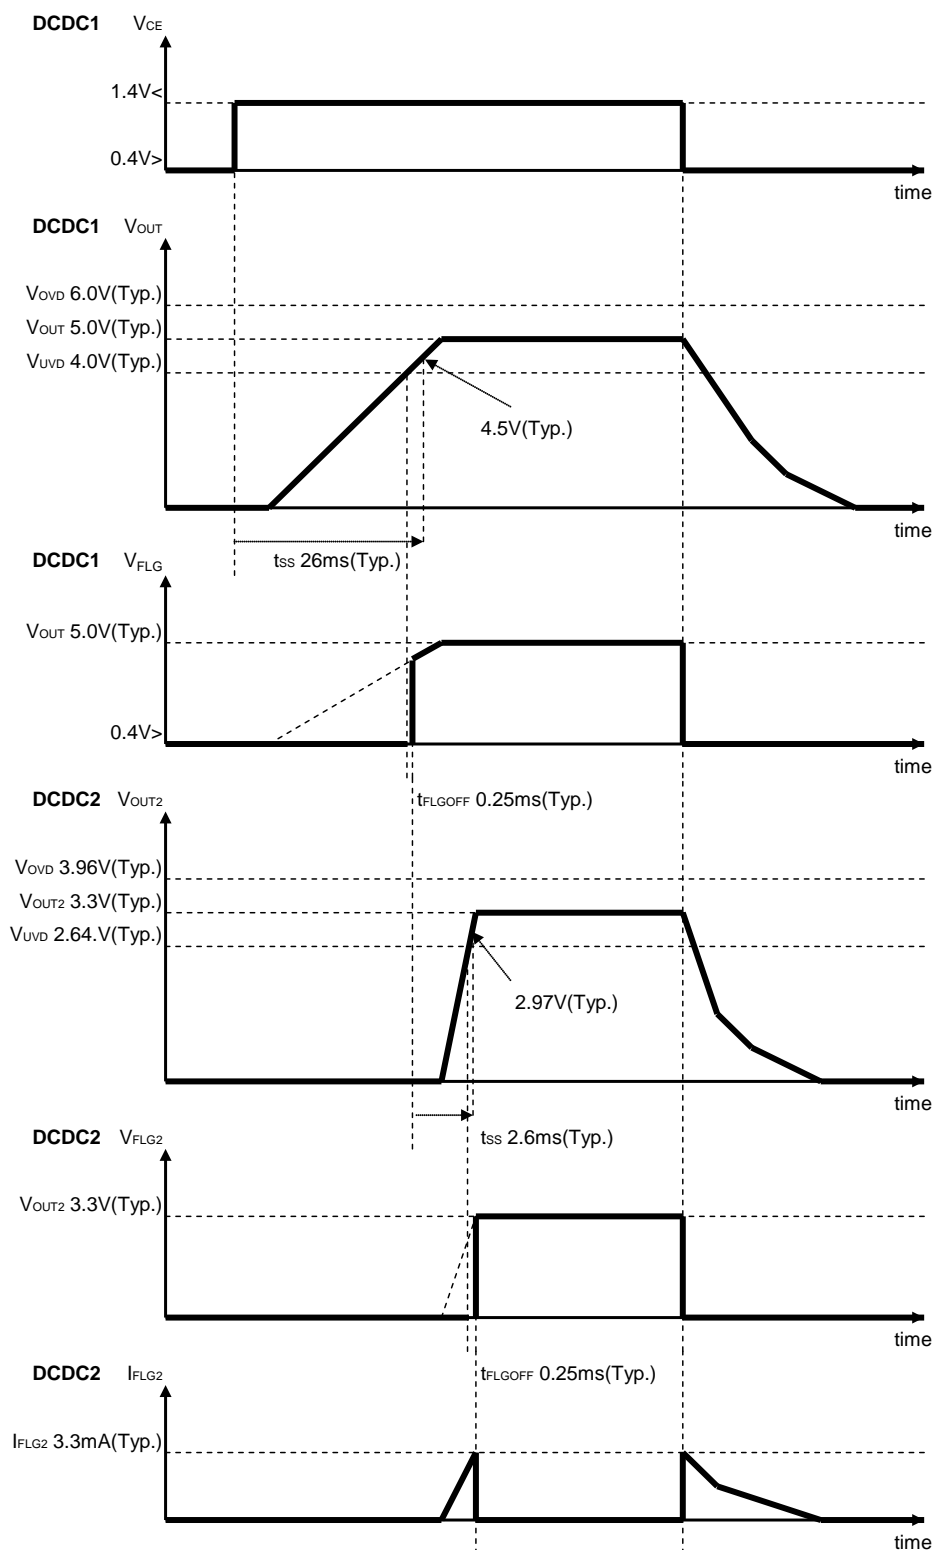 DCDC1 VCE
1.4V<
0.4V>
time
DCDC1 VOUT
VOVD 6.0V(Typ.)
VOUT 5.0V(Typ.)
VUVD 4.0V(Typ.)
4.5V(Typ.)
time
tSS 26ms(Typ.)
DCDC1 VFLG
VOUT 5.0V(Typ.)
0.4V>
time
DCDC2 VOUT2
tFLGOFF 0.25ms(Typ.)
VOVD 3.96V(Typ.)
VOUT2 3.3V(Typ.)
VUVD 2.64.V(Typ.)
2.97V(Typ.)
time
DCDC2 VFLG2
tSS 2.6ms(Typ.)
VOUT2 3.3V(Typ.)
time
DCDC2 IFLG2
tFLGOFF 0.25ms(Typ.)
IFLG2 3.3mA(Typ.)
time